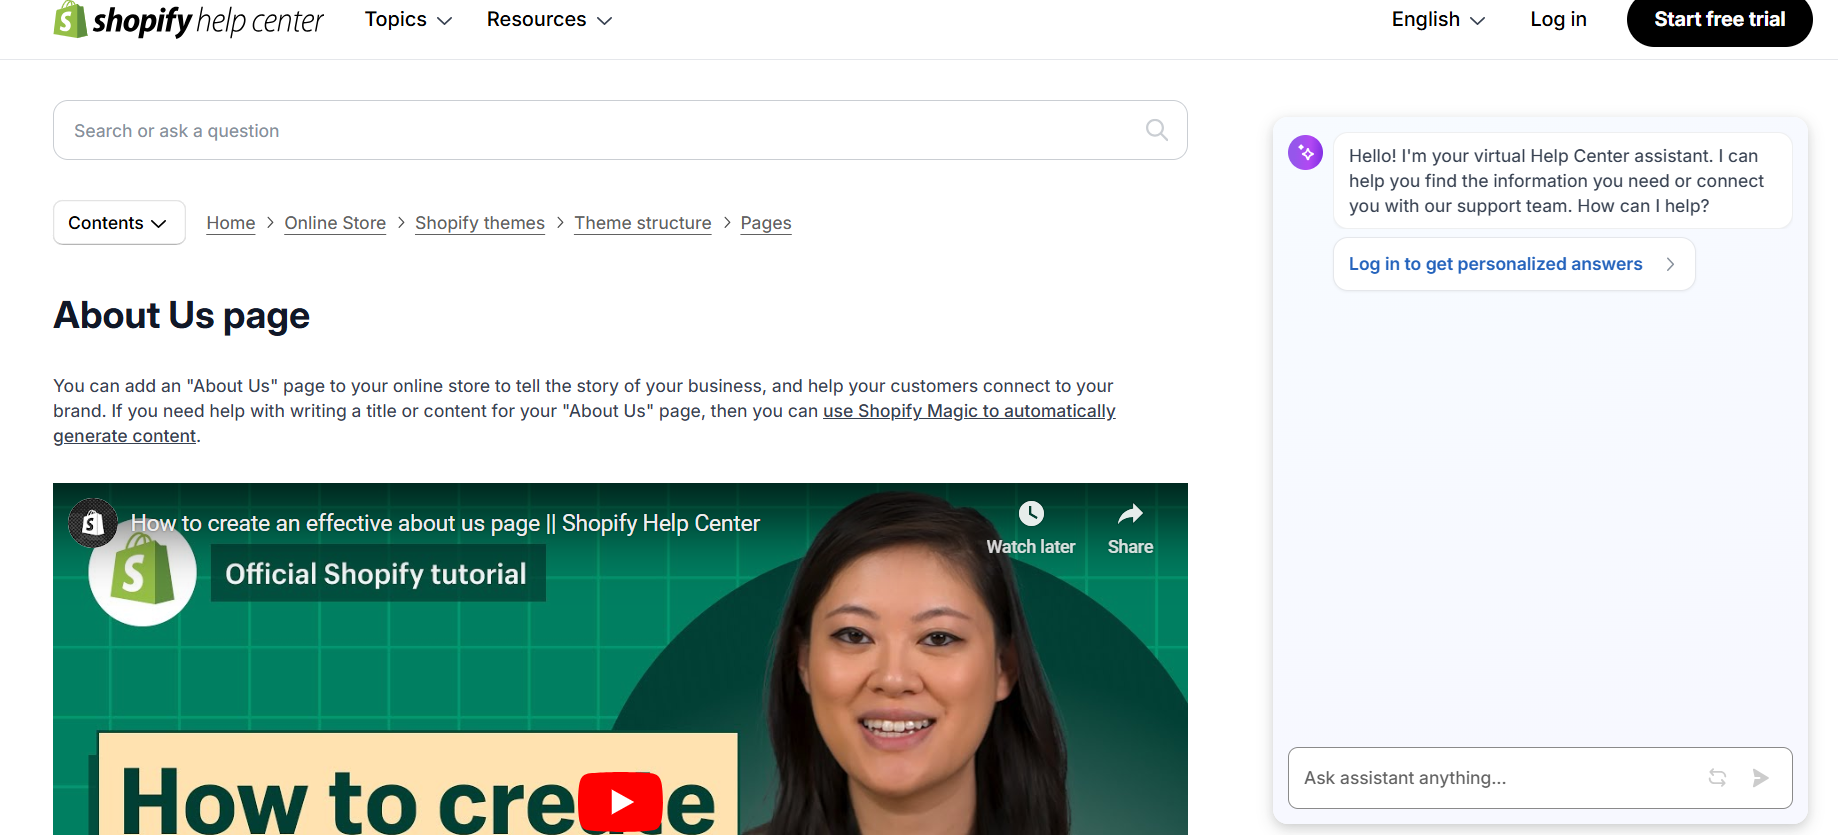 shopify help center
Topics
Resources
English
Log in
Start free trial
Search or ask a question
Contents
Home > Online Store > Shopify themes > Theme structure > Pages
About Us page
You can add an "About Us" page to your online store to tell the story of your business, and help your customers connect to your
brand. If you need help with writing a title or content for your "About Us" page, then you can use Shopify Magic to automatically
generate content.
How to create an effective about us page || Shopify Help Center
Watch later
Share
Official Shopify tutorial
How to create
Hello! I'm your virtual Help Center assistant. I can
help you find the information you need or connect
you with our support team. How can I help?
Log in to get personalized answers
Ask assistant anything...